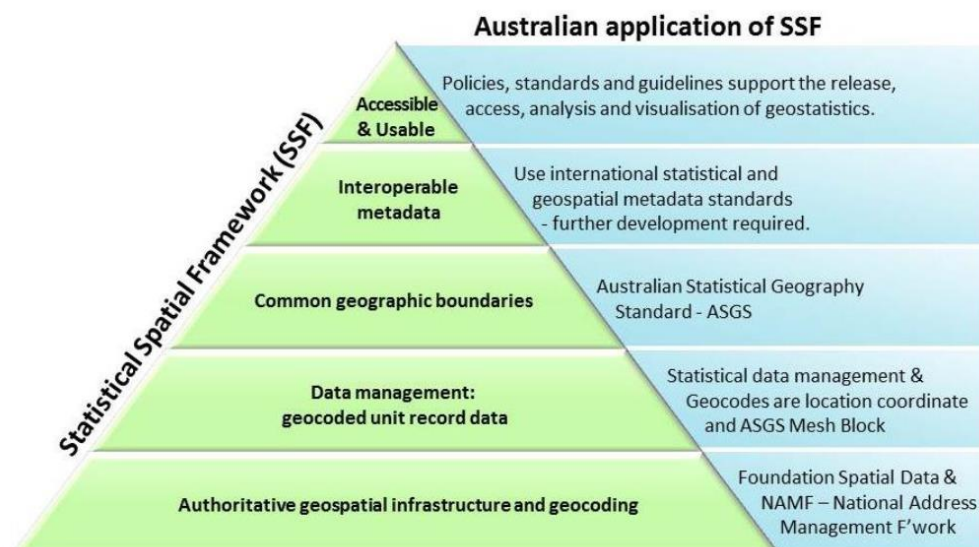 Australian application of SSF
Statistical Spatial Framework (SSF)
Accessible
& Usable
Policies, standards and guidelines support the release,
access, analysis and visualisation of geostatistics.
Interoperable
metadata
Use international statistical and
geospatial metadata standards
- further development required.
Common geographic boundaries
Australian Statistical Geography
Standard - ASGS
Data management:
geocoded unit record data
Statistical data management &
Geocodes are location coordinate
and ASGS Mesh Block
Authoritative geospatial infrastructure and geocoding
Foundation Spatial Data &
NAMF – National Address
Management F'work